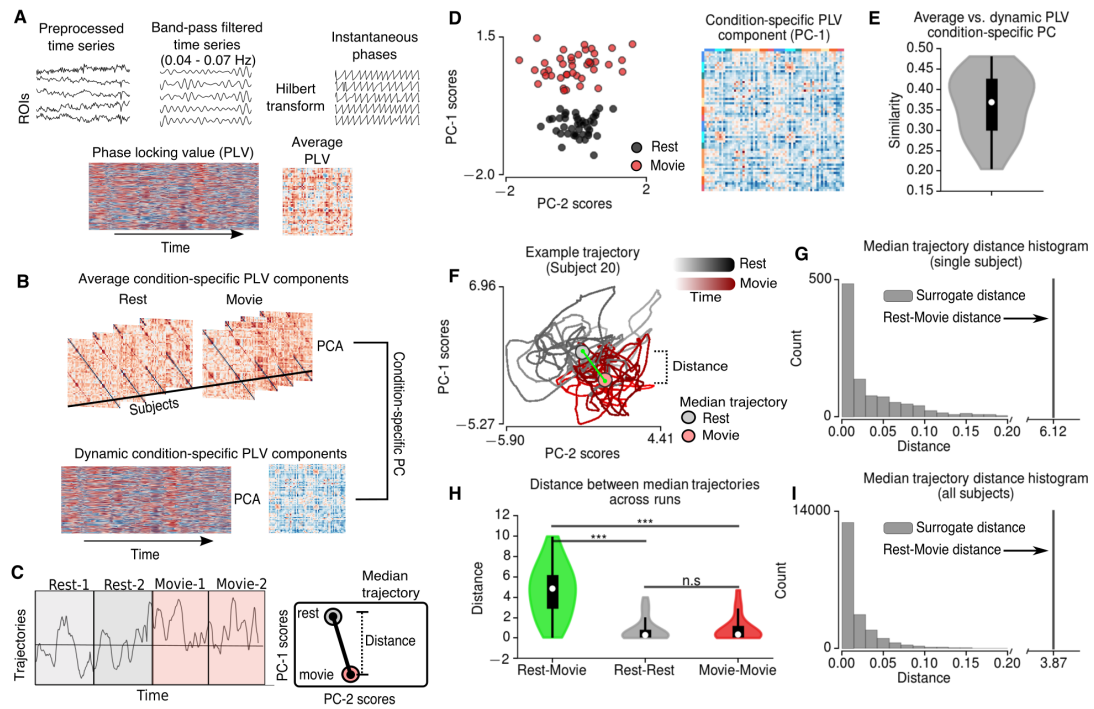 A
Preprocessed
time series
Band-pass filtered
time series
(0.04 - 0.07 Hz)
Instantaneous
phases
ROIs
Hilbert
transform
Phase locking value (PLV)
Average
PLV
Time
B
Average condition-specific PLV components
Rest
Movie
PCA
Subjects
Condition-specific PC
Dynamic condition-specific PLV components
PCA
Time
C
Rest-1
Rest-2
Movie-1
Movie-2
Trajectories
Time
Median
trajectory
rest
movie
Distance
PC-1 scores
PC-2 scores
D
1.5
−2.0
−2
2
PC-1 scores
PC-2 scores
Rest
Movie
Condition-specific PLV
component (PC-1)
E
Average vs. dynamic PLV
condition-specific PC
Similarity
0.50
0.45
0.40
0.35
0.30
0.25
0.20
0.15
F
Example trajectory
(Subject 20)
Rest
Movie
Time
6.96
−5.27
−5.90
4.41
PC-1 scores
PC-2 scores
Distance
Median trajectory
Rest
Movie
G
Median trajectory distance histogram
(single subject)
500
0
Count
Surrogate distance
Rest-Movie distance
0.00
0.05
0.10
0.15
0.20
6.12
Distance
H
Distance between median trajectories
across runs
12
10
8
6
4
2
0
−2
Distance
***
***
n.s
Rest-Movie
Rest-Rest
Movie-Movie
I
Median trajectory distance histogram
(all subjects)
14000
0
Count
Surrogate distance
Rest-Movie distance
0.00
0.05
0.10
0.15
0.20
3.87
Distance